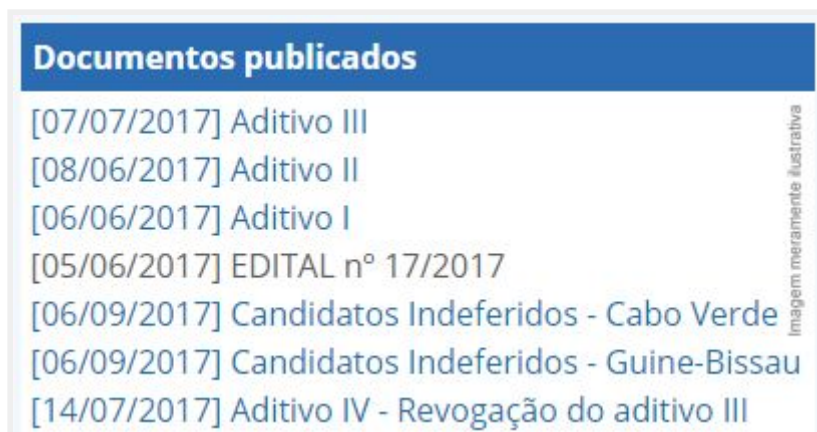 Documentos publicados
[07/07/2017] Aditivo III
[08/06/2017] Aditivo II
[06/06/2017] Aditivo I
[05/06/2017] EDITAL nº 17/2017
[06/09/2017] Candidatos Indeferidos - Cabo Verde
[06/09/2017] Candidatos Indeferidos - Guine-Bissau
[14/07/2017] Aditivo IV - Revogação do aditivo III
Imagem meramente ilustrativa